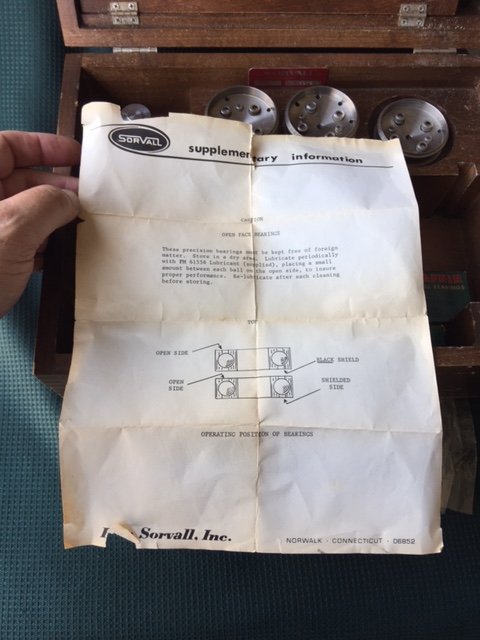 SORVALL
supplementary information
CAUTION
OPEN FACE BEARINGS
These precision bearings must be kept free of foreign
matter. Store in a dry area. Lubricate periodically
with PN 61556 Lubricant (supplied), placing a small
amount between each ball on the open side, to insure
proper performance. Re-lubricate after each cleaning
before storing.
TOP
OPEN SIDE
BLACK SHIELD
OPEN
SIDE
SHIELDED
SIDE
OPERATING POSITION OF BEARINGS
Sorvall, Inc.
NORWALK · CONNECTICUT · 06852
BEARINGS